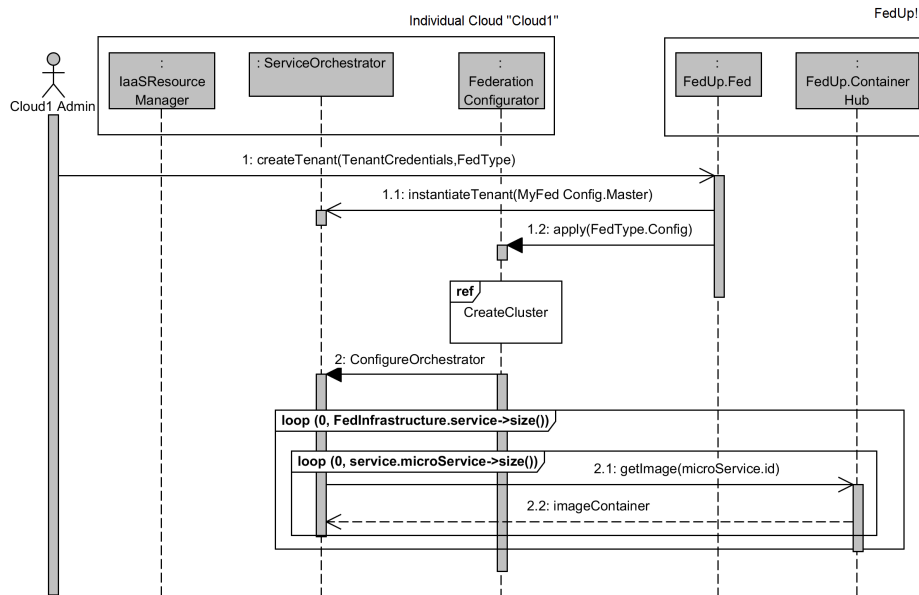 Individual Cloud "Cloud1"
FedUp!
:
IaaSResource
Manager
: ServiceOrchestrator
:
Federation
Configurator
:
FedUp.Fed
:
FedUp.Container
Hub
Cloud1 Admin
1: createTenant(TenantCredentials,FedType)
1.1: instantiateTenant(MyFed Config.Master)
1.2: apply(FedType.Config)
ref
CreateCluster
2: ConfigureOrchestrator
loop (0, FedInfrastructure.service->size())
loop (0, service.microService->size())
2.1: getImage(microService.id)
2.2: imageContainer